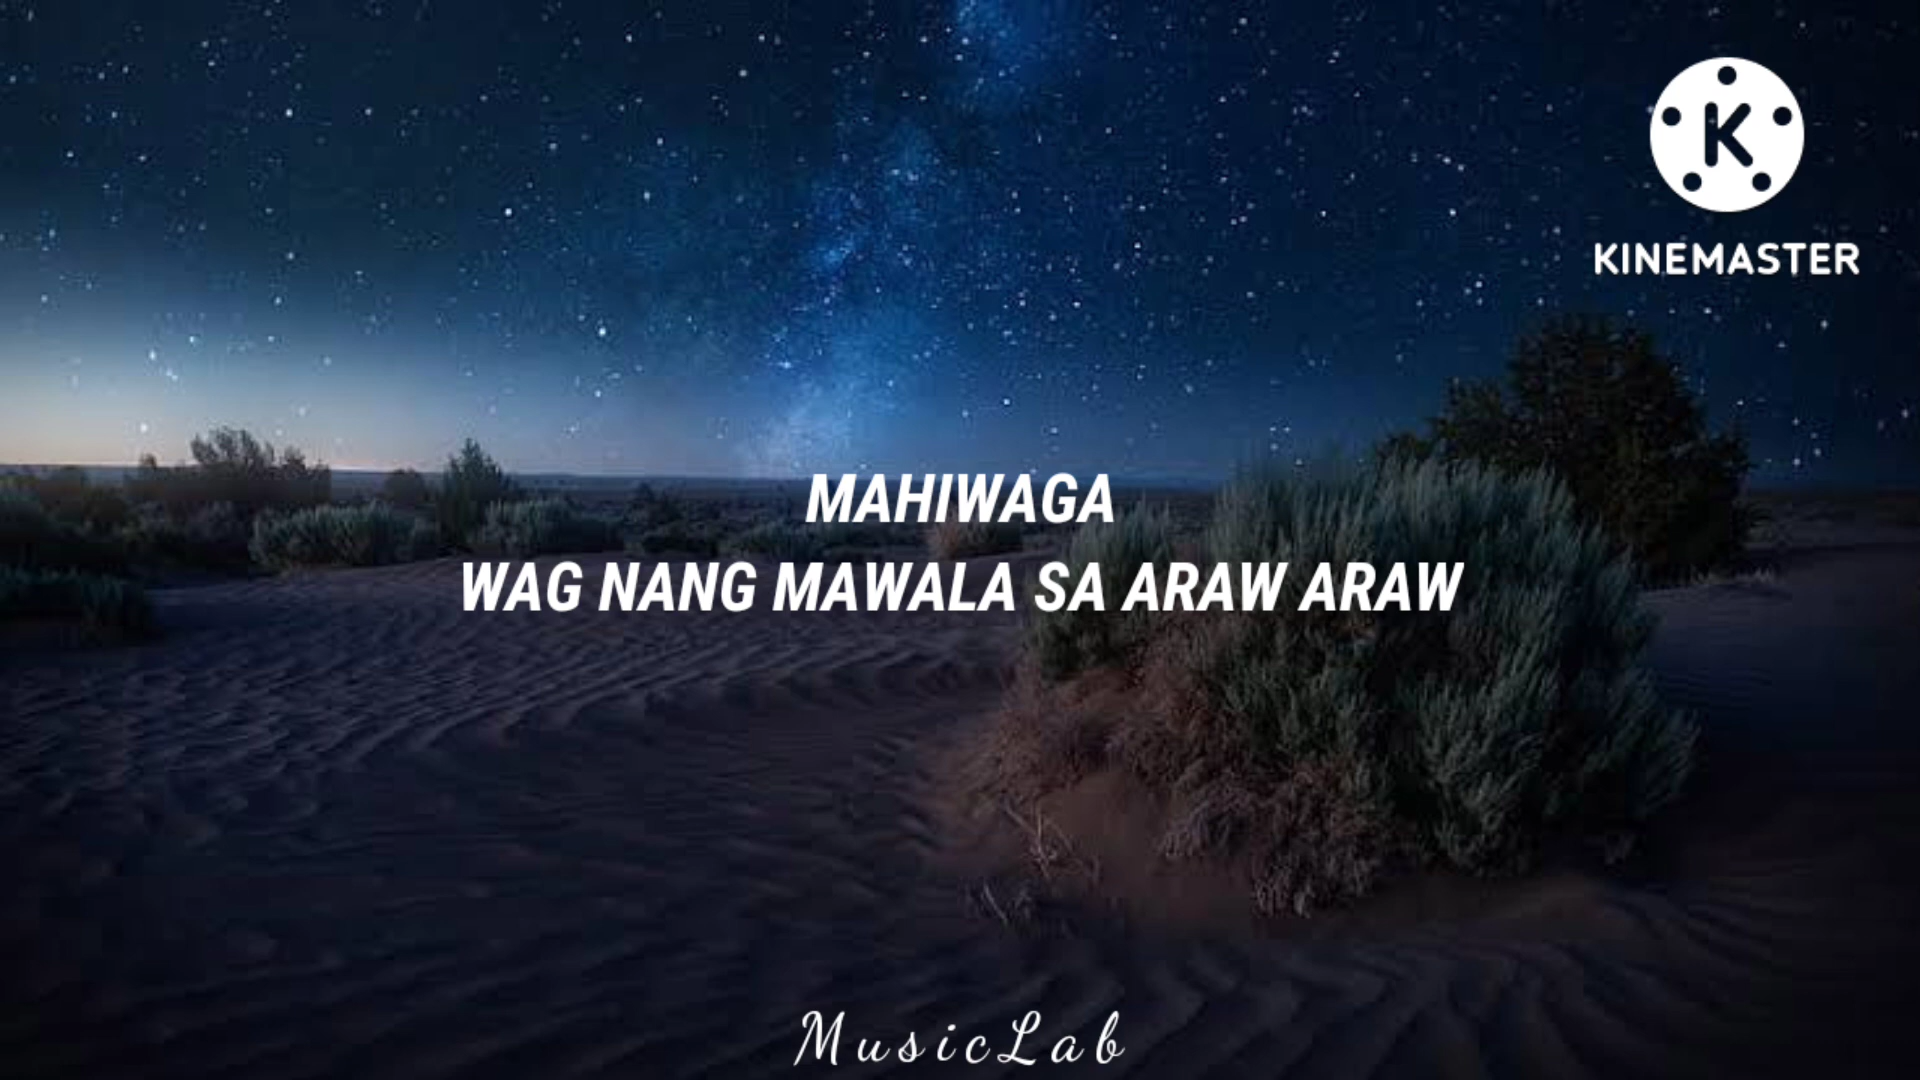 K
KINEMASTER
MAHIWAGA
WAG NANG MAWALA SA ARAW ARAW
MusicLab